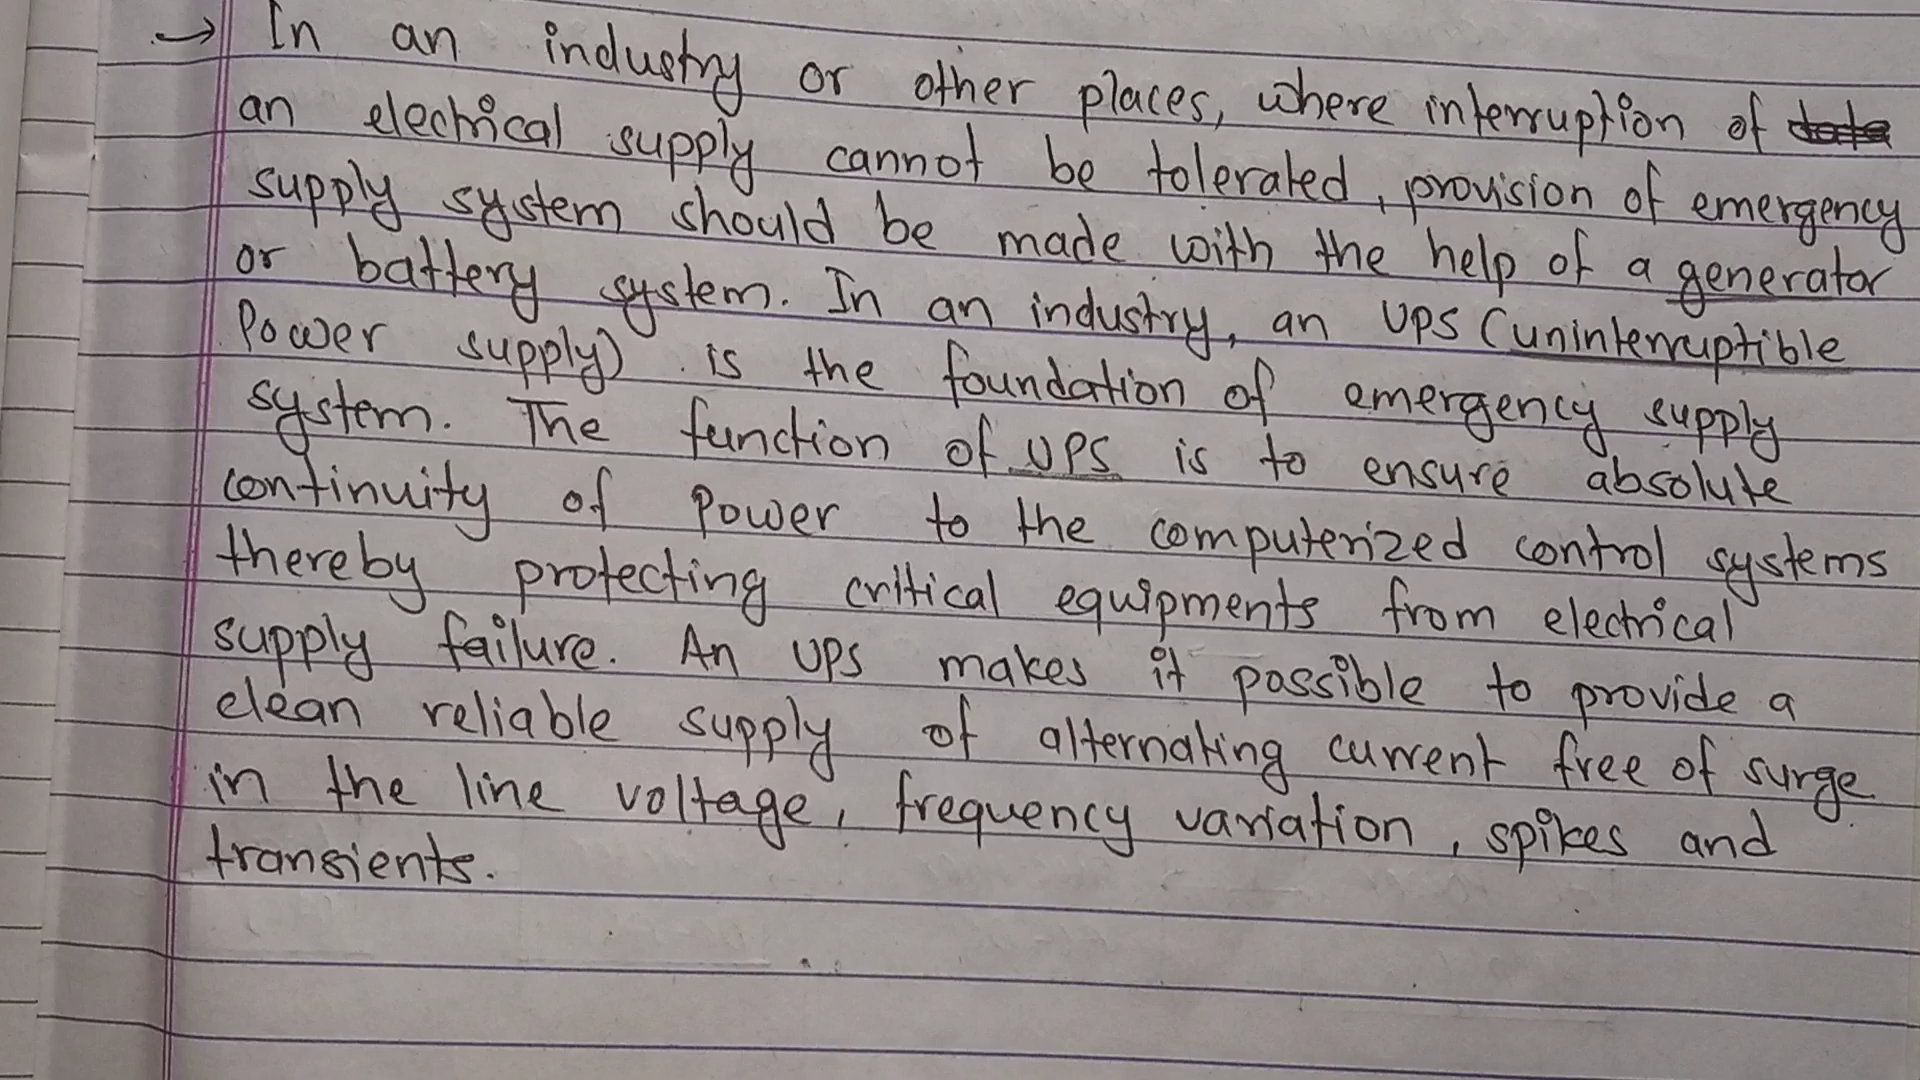 → In an industry or other places, where interruption of
an electrical supply cannot be tolerated, provision of emergency
supply system should be made with the help of a generator
or battery system. In an industry, an UPS (uninterruptible
Power supply) is the foundation of emergency supply
system. The function of UPS is to ensure absolute
continuity of Power to the computerized control systems
thereby protecting critical equipments from electrical
supply failure. An UPS makes it possible to provide a
clean reliable supply of alternating current free of surge
in the line voltage, frequency variation, spikes and
transients.